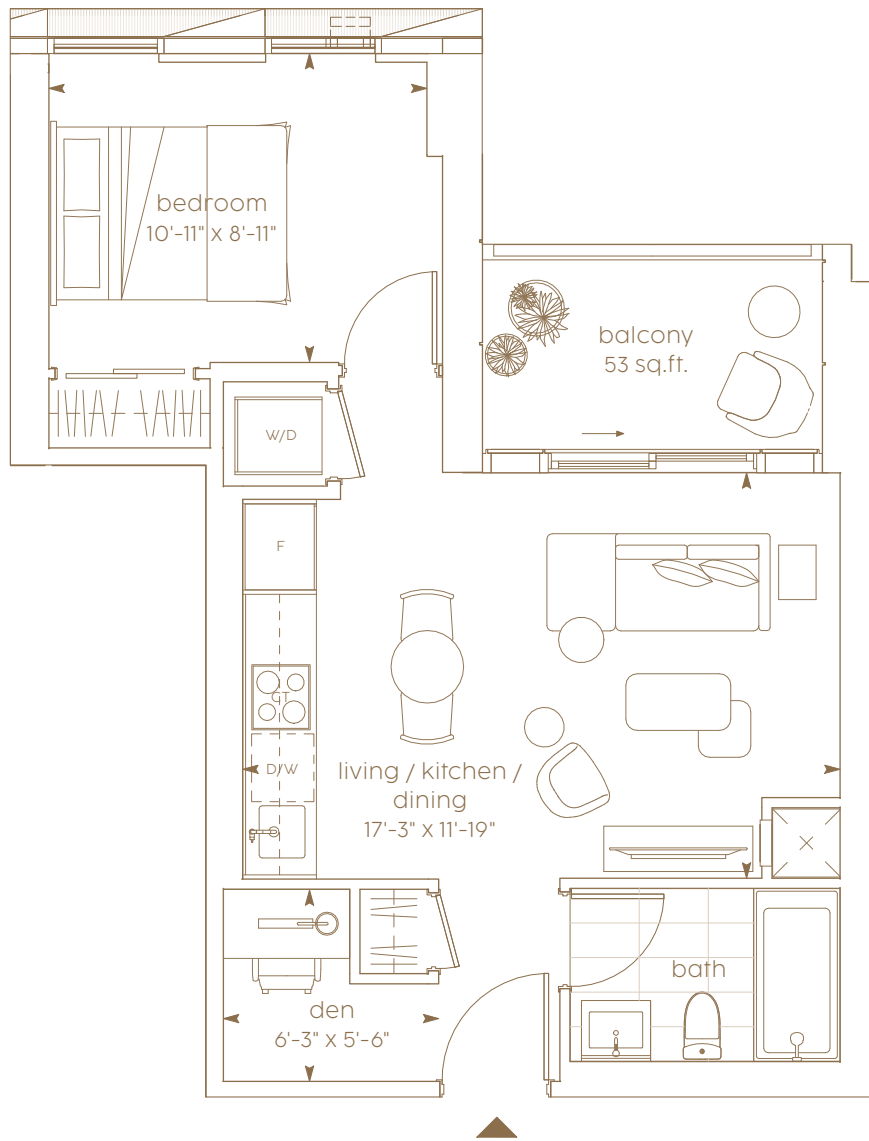 bedroom
10'-11" x 8'-11"
balcony
53 sq.ft.
W/D
F
CT
D/W
living / kitchen /
dining
17'-3" x 11'-19"
bath
den
6'-3" x 5'-6"